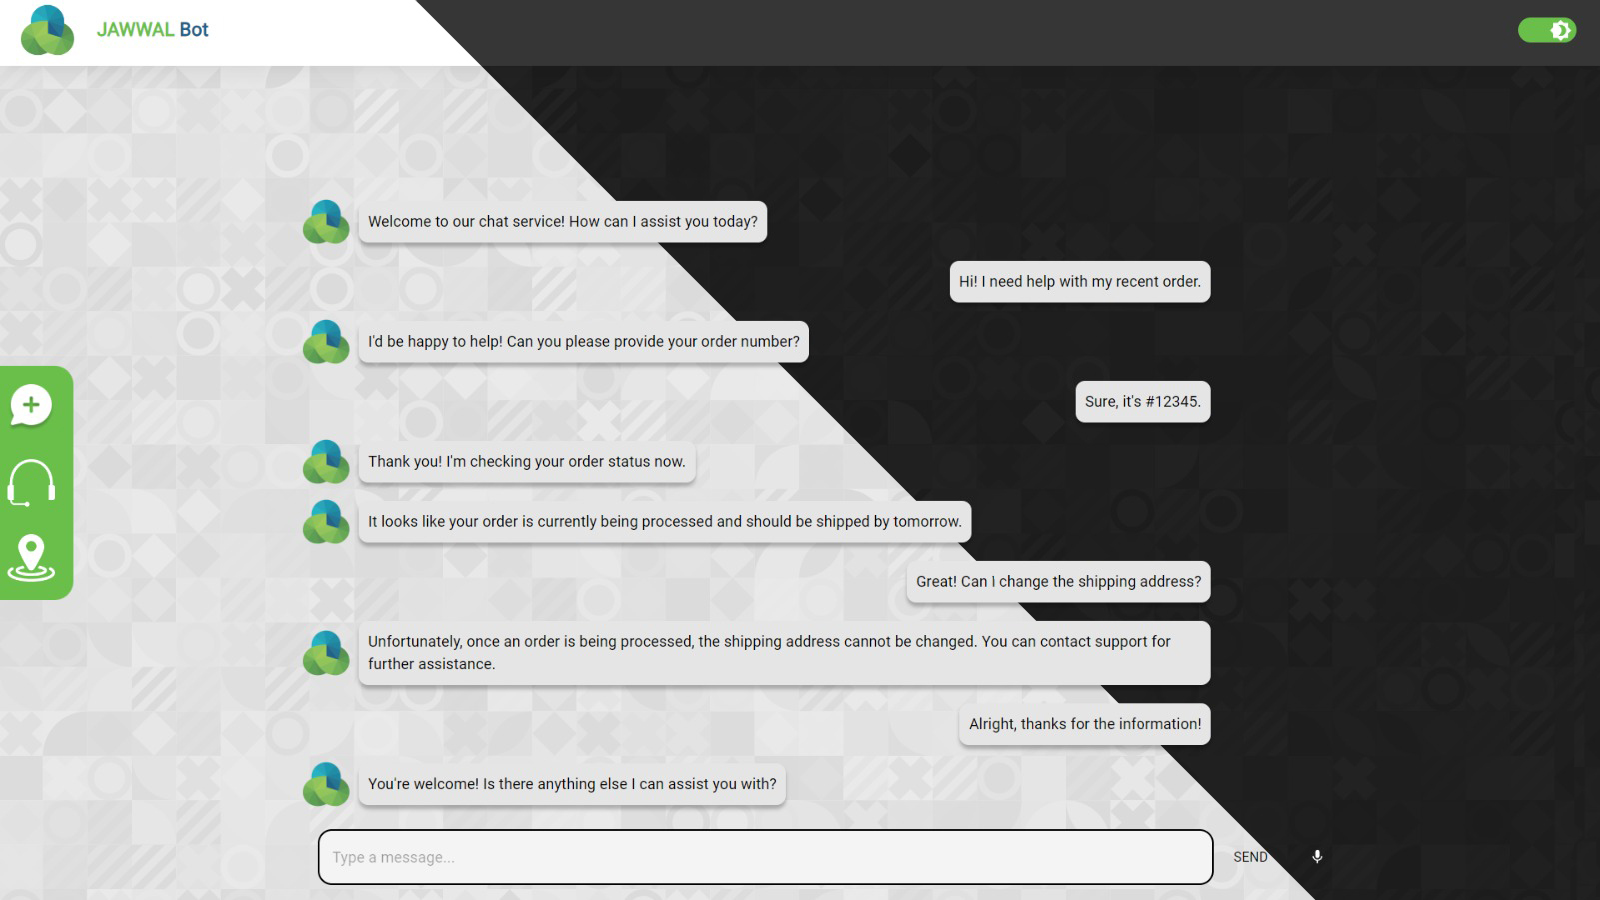 JAWWAL Bot
Welcome to our chat service! How can I assist you today?
Hi! I need help with my recent order.
I'd be happy to help! Can you please provide your order number?
Sure, it's #12345.
Thank you! I'm checking your order status now.
It looks like your order is currently being processed and should be shipped by tomorrow.
Great! Can I change the shipping address?
Unfortunately, once an order is being processed, the shipping address cannot be changed. You can contact support for
further assistance.
Alright, thanks for the information!
You're welcome! Is there anything else I can assist you with?
Type a message...
SEND